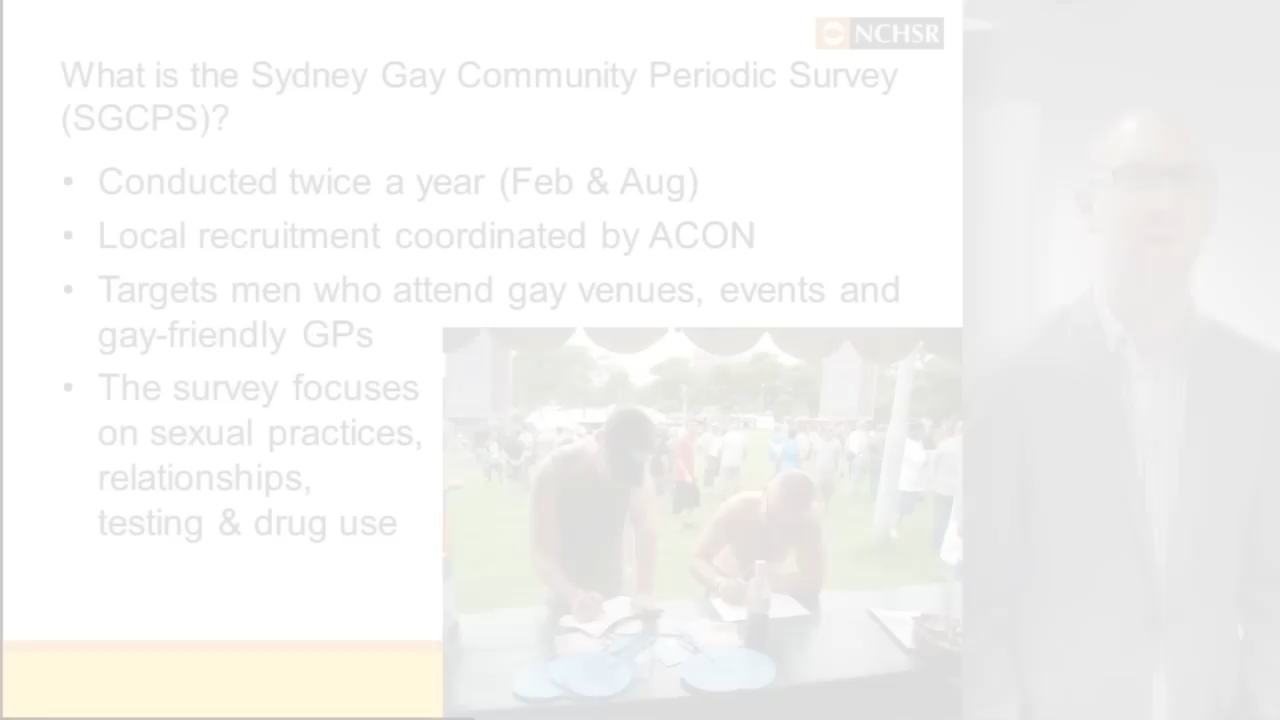 NCHSR
What is the Sydney Gay Community Periodic Survey
(SGCPS)?
• Conducted twice a year (Feb & Aug)
• Local recruitment coordinated by ACON
• Targets men who attend gay venues, events and
gay-friendly GPs
• The survey focuses
on sexual practices,
relationships,
testing & drug use